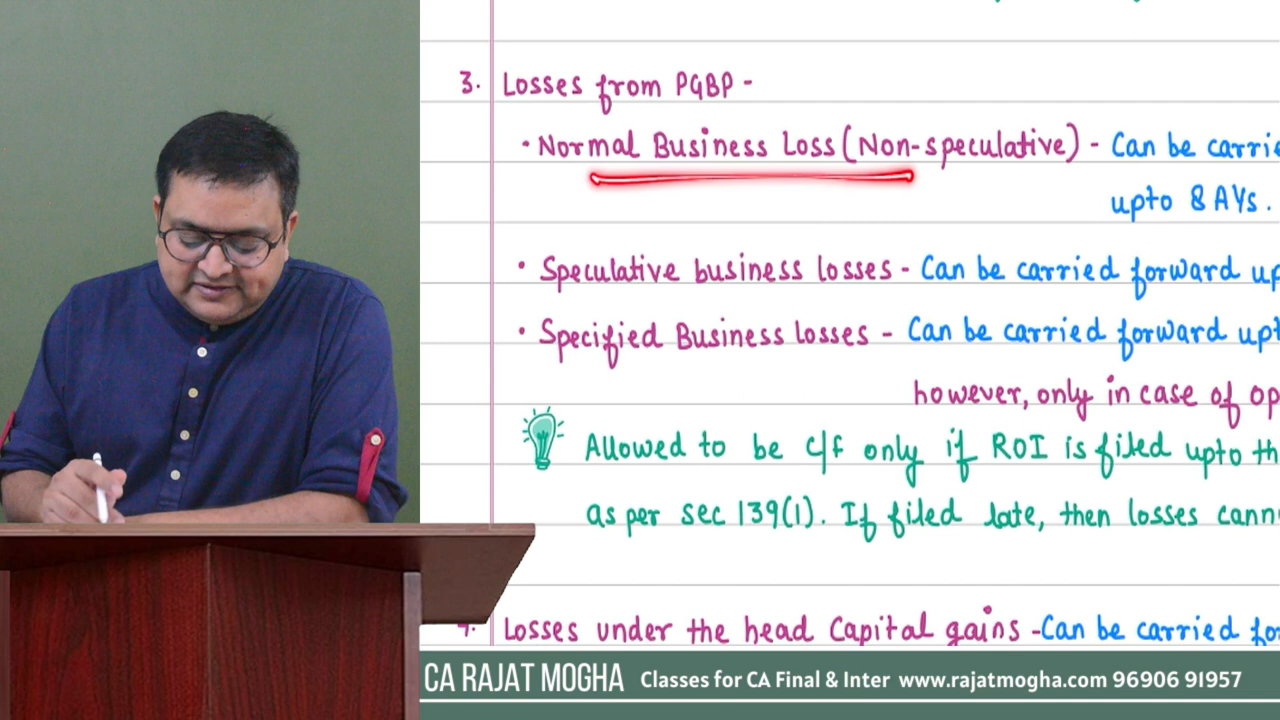 3. Losses from PGBP -
• Normal Business Loss (Non-speculative) - Can be carrie
upto 8 AYs.
• Speculative business losses - Can be carried forward up
• Specified Business losses - Can be carried forward upt
however, only in case of op
Allowed to be c/f only if ROI is filed upto th
as per sec 139(1). If filed late, then losses cann
4. Losses under the head Capital gains - Can be carried for
CA RAJAT MOGHA Classes for CA Final & Inter www.rajatmogha.com 96906 91957